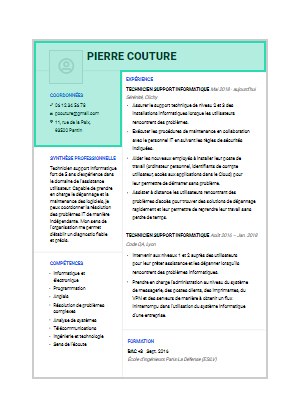 PIERRE COUTURE
COORDONNÉES
06 12 34 56 78
pcouture@gmail.com
11, rue de la Paix,
93500 Pantin
SYNTHÈSE PROFESSIONNELLE
Technicien support informatique
fort de 5 ans d'expérience dans
le domaine de l'assistance
utilisateur. Capable de prendre
en charge le dépannage et la
maintenance des logiciels, je
peux coordonner la résolution
des problèmes IT de manière
indépendante. Mon sens de
l'organisation me permet
d'établir un diagnostic fiable
et précis.
COMPÉTENCES
Informatique et
électronique
Programmation
Anglais
Résolution de problèmes
complexes
Analyse de systèmes
Télécommunications
Ingénierie et technologie
Sens de l'écoute
EXPÉRIENCE
TECHNICIEN SUPPORT INFORMATIQUE Mai 2018 - aujourd'hui
Sérénité, Clichy
Assurer le support technique de niveau 2 et 3 des
installations informatiques lorsque les utilisateurs
rencontrent des problèmes.
Exécuter les procédures de maintenance en collaboration
avec le personnel IT en suivant les règles de sécurité
indiquées.
Aider les nouveaux employés à installer leur poste de
travail (ordinateur personnel, identifiants de compte
utilisateur, accès aux applications dans le Cloud) pour
leur permettre de démarrer sans problème.
Assister à distance les utilisateurs rencontrant des
problèmes d'accès pour trouver des solutions de dépannage
rapidement et leur permettre de reprendre leur travail sans
perte de temps.
TECHNICIEN SUPPORT INFORMATIQUE Août 2016 – Jan. 2018
Code QA, Lyon
Intervenir aux niveaux 1 et 2 auprès des utilisateurs
pour leur prêter assistance et les dépanner lorsqu'ils
rencontrent des problèmes informatiques.
Prendre en charge l'administration au niveau du système
de messagerie, des postes clients, des imprimantes, du
VPN et des serveurs de manière à obtenir un flux
ininterrompu dans l'utilisation du système informatique
d'une entreprise.
FORMATION
BAC +3 Sept. 2016
École d'Ingénieurs Paris La Défense (ESILV)